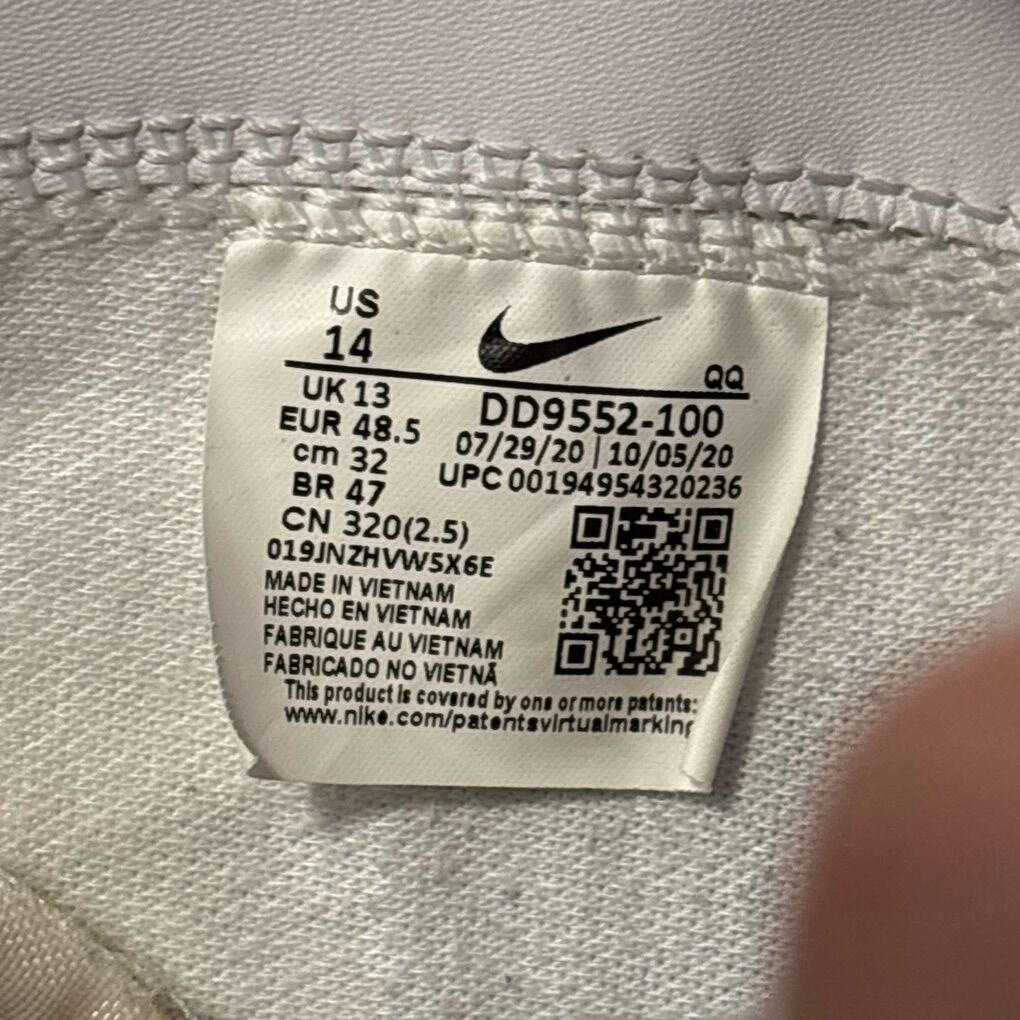 US
14
QQ
UK 13
EUR 48.5
cm 32
BR 47
CN 320(2.5)
DD9552-100
07/29/20 | 10/05/20
UPC 00194954320236
019JNZHVW5X6E
MADE IN VIETNAM
HECHO EN VIETNAM
FABRIQUE AU VIETNAM
FABRICADO NO VIETNÃ
This product is covered by one or more patents:
www.nike.com/patentsvirtualmarking